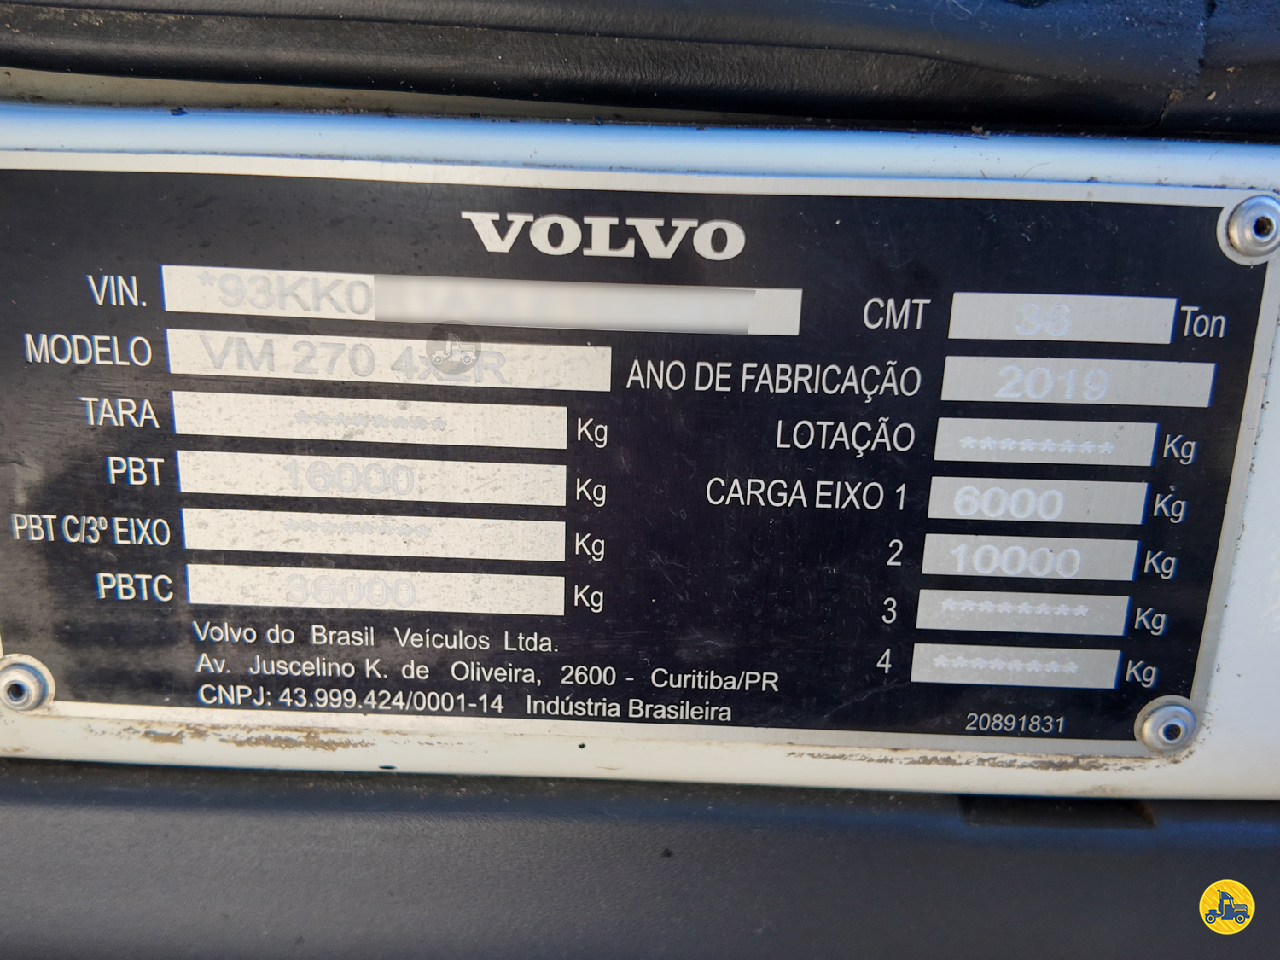 VOLVO
VIN. *93KK0
MODELO VM 270 4x2R
TARA ******** Kg
PBT 16000 Kg
PBT C/3º EIXO ******** Kg
PBTC 36000 Kg
CMT 36 Ton
ANO DE FABRICAÇÃO 2019
LOTAÇÃO ******** Kg
CARGA EIXO 1 6000 Kg
2 10000 Kg
3 ******** Kg
4 ******** Kg
Volvo do Brasil Veículos Ltda.
Av. Juscelino K. de Oliveira, 2600 - Curitiba/PR
CNPJ: 43.999.424/0001-14 Indústria Brasileira
20891831